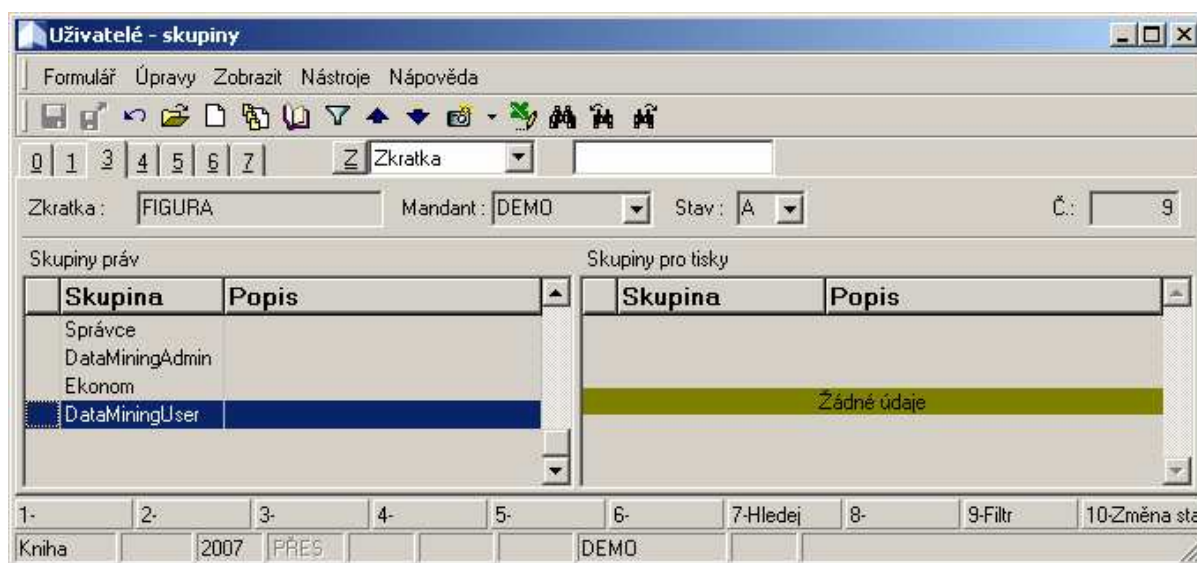 Uživatelé - skupiny
Formulář Úpravy Zobrazit Nástroje Nápověda
0 1 3 4 5 6 7 Z Zkratka
Zkratka : FIGURA Mandant : DEMO Stav : A Č.: 9
Skupiny práv Skupiny pro tisky
Skupina Popis Skupina Popis
Správce
DataMiningAdmin
Ekonom
Žádné údaje
DataMiningUser
1- 2- 3- 4- 5- 6- 7-Hledej 8- 9-Filtr 10-Změna sta
Kniha 2007 PŘES DEMO